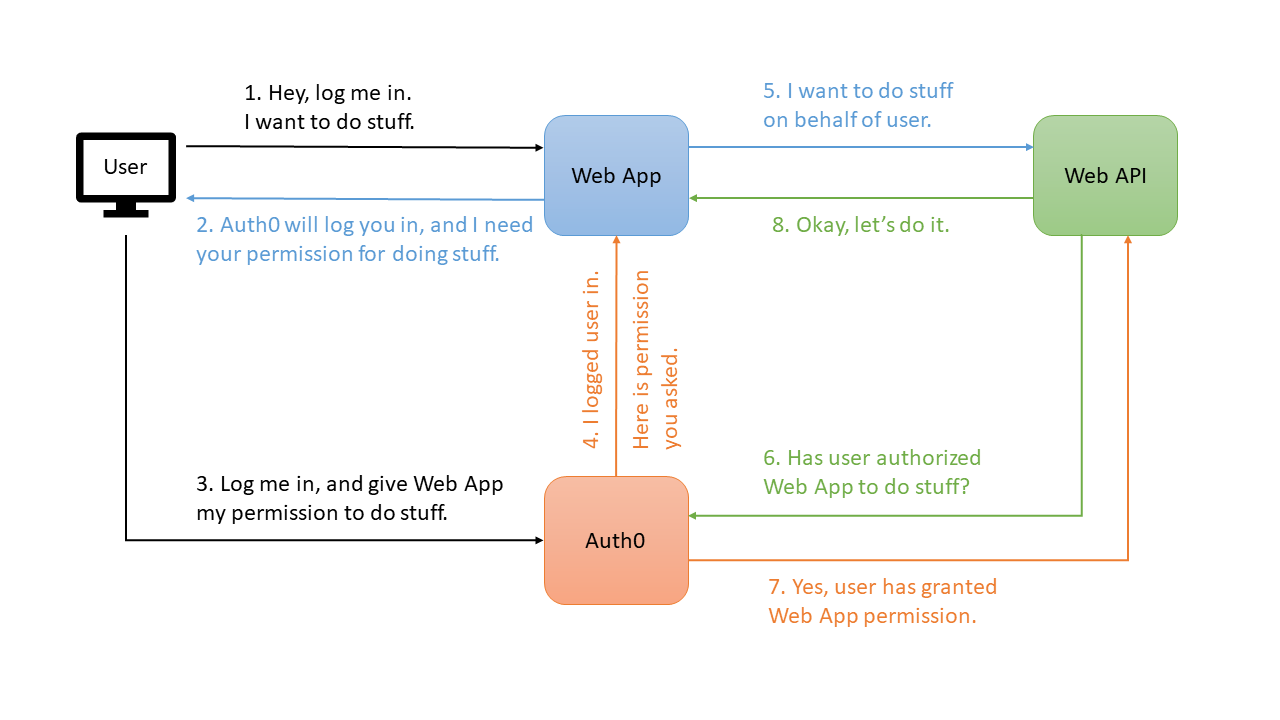 1. Hey, log me in.
I want to do stuff.
5. I want to do stuff
on behalf of user.
User
Web App
Web API
2. Auth0 will log you in, and I need
your permission for doing stuff.
8. Okay, let’s do it.
4. I logged user in.
Here is permission
you asked.
3. Log me in, and give Web App
my permission to do stuff.
6. Has user authorized
Web App to do stuff?
Auth0
7. Yes, user has granted
Web App permission.